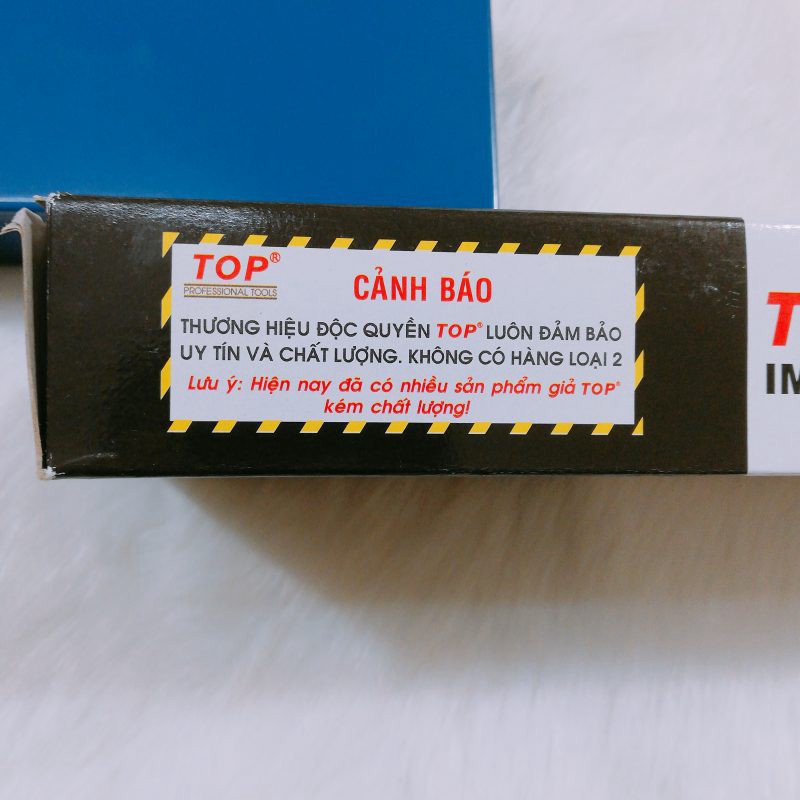 TOP®
PROFESSIONAL TOOLS
CẢNH BÁO
THƯƠNG HIỆU ĐỘC QUYỀN TOP® LUÔN ĐẢM BẢO
UY TÍN VÀ CHẤT LƯỢNG. KHÔNG CÓ HÀNG LOẠI 2
Lưu ý: Hiện nay đã có nhiều sản phẩm giả TOP®
kém chất lượng!